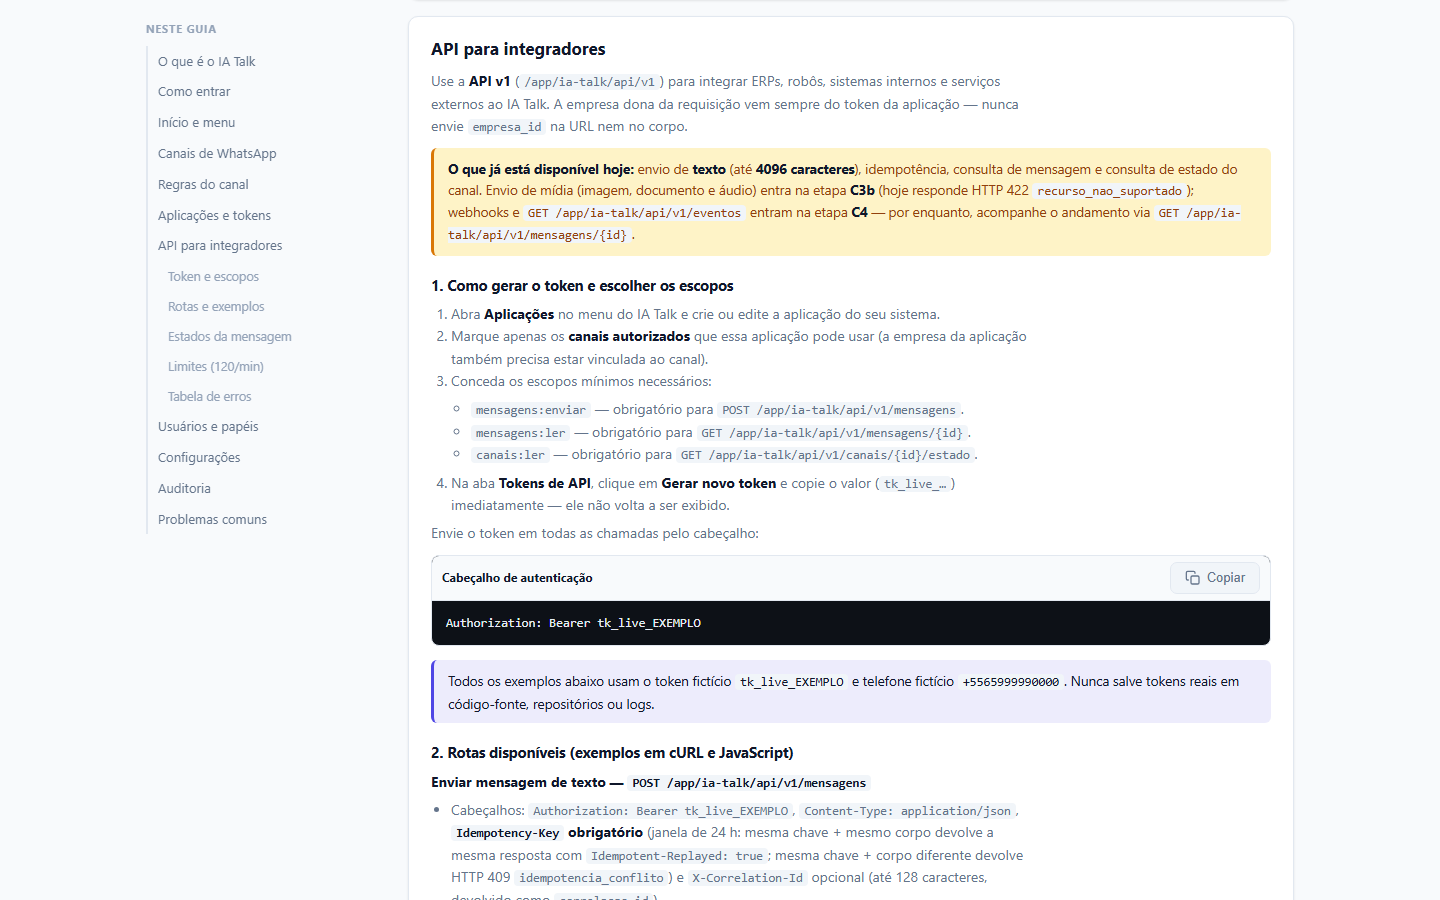 NESTE GUIA
O que é o IA Talk
Como entrar
Início e menu
Canais de WhatsApp
Regras do canal
Aplicações e tokens
API para integradores
Token e escopos
Rotas e exemplos
Estados da mensagem
Limites (120/min)
Tabela de erros
Usuários e papéis
Configurações
Auditoria
Problemas comuns
API para integradores
Use a API v1 ( /app/ia-talk/api/v1 ) para integrar ERPs, robôs, sistemas internos e serviços
externos ao IA Talk. A empresa dona da requisição vem sempre do token da aplicação — nunca
envie empresa_id na URL nem no corpo.
O que já está disponível hoje: envio de texto (até 4096 caracteres), idempotência, consulta de mensagem e consulta de estado do
canal. Envio de mídia (imagem, documento e áudio) entra na etapa C3b (hoje responde HTTP 422 recurso_nao_suportado );
webhooks e GET /app/ia-talk/api/v1/eventos entram na etapa C4 — por enquanto, acompanhe o andamento via GET /app/ia-
talk/api/v1/mensagens/{id} .
1. Como gerar o token e escolher os escopos
1. Abra Aplicações no menu do IA Talk e crie ou edite a aplicação do seu sistema.
2. Marque apenas os canais autorizados que essa aplicação pode usar (a empresa da aplicação
também precisa estar vinculada ao canal).
3. Conceda os escopos mínimos necessários:
mensagens:enviar — obrigatório para POST /app/ia-talk/api/v1/mensagens .
mensagens:ler — obrigatório para GET /app/ia-talk/api/v1/mensagens/{id} .
canais:ler — obrigatório para GET /app/ia-talk/api/v1/canais/{id}/estado .
4. Na aba Tokens de API, clique em Gerar novo token e copie o valor ( tk_live_… )
imediatamente — ele não volta a ser exibido.
Envie o token em todas as chamadas pelo cabeçalho:
Cabeçalho de autenticação
Copiar
Authorization: Bearer tk_live_EXEMPLO
Todos os exemplos abaixo usam o token fictício tk_live_EXEMPLO e telefone fictício +5565999990000 . Nunca salve tokens reais em
código-fonte, repositórios ou logs.
2. Rotas disponíveis (exemplos em cURL e JavaScript)
Enviar mensagem de texto — POST /app/ia-talk/api/v1/mensagens
Cabeçalhos: Authorization: Bearer tk_live_EXEMPLO , Content-Type: application/json ,
Idempotency-Key obrigatório (janela de 24 h: mesma chave + mesmo corpo devolve a
mesma resposta com Idempotent-Replayed: true ; mesma chave + corpo diferente devolve
HTTP 409 idempotencia_conflito ) e X-Correlation-Id opcional (até 128 caracteres,
devolvido como correlacao_id ).